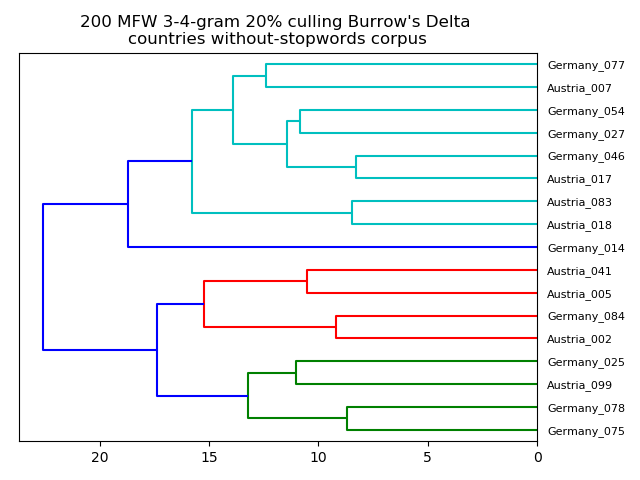 200 MFW 3-4-gram 20% culling Burrow's Delta
countries without-stopwords corpus
Germany_077
Austria_007
Germany_054
Germany_027
Germany_046
Austria_017
Austria_083
Austria_018
Germany_014
Austria_041
Austria_005
Germany_084
Austria_002
Germany_025
Austria_099
Germany_078
Germany_075
20 15 10 5 0